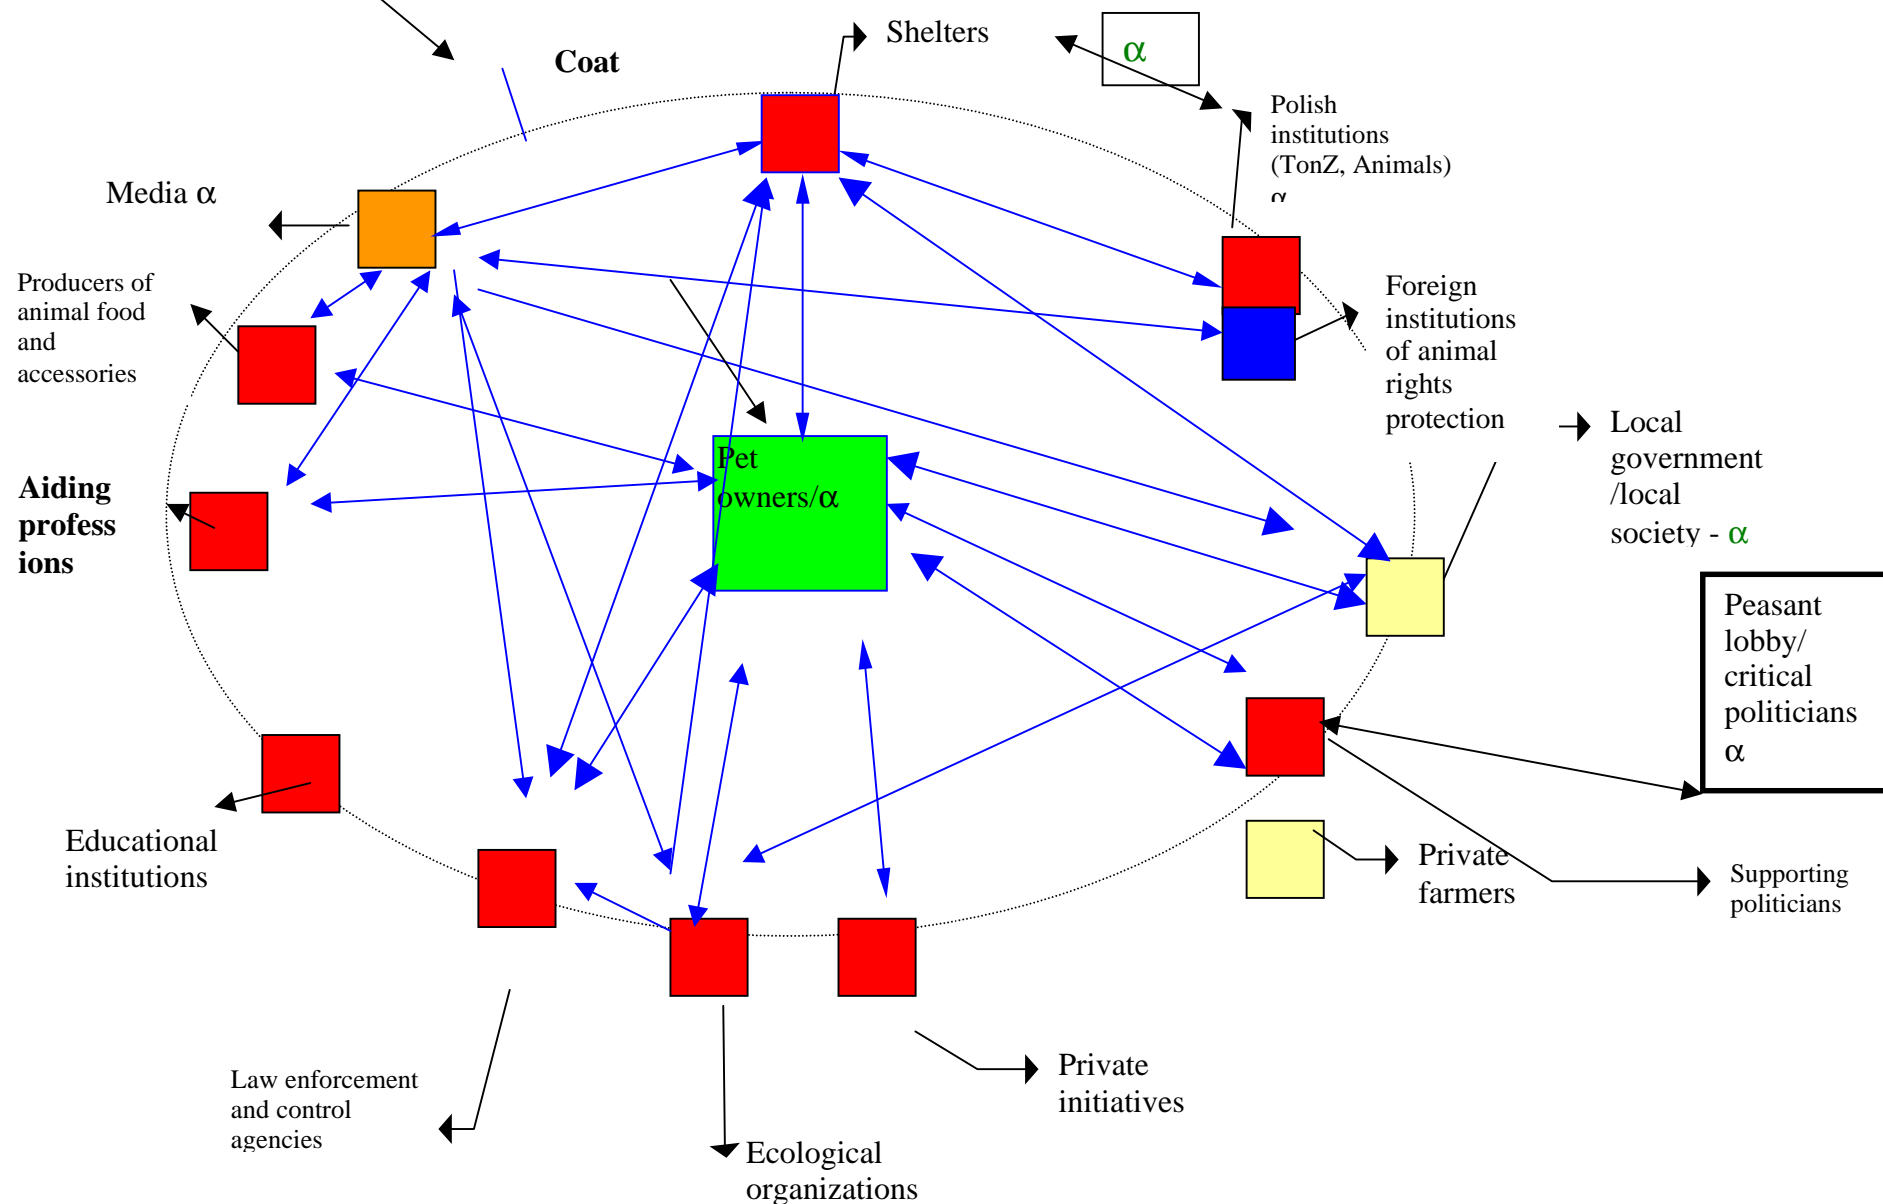 Shelters
α
Coat
Polish
institutions
(TonZ, Animals)
α
Media α
Producers of
animal food
and
accessories
Foreign
institutions
of animal
rights
protection
Local
government
/local
society - α
Pet
owners/α
Aiding
profess
ions
Peasant
lobby/
critical
politicians
α
Educational
institutions
Private
farmers
Supporting
politicians
Law enforcement
and control
agencies
Private
initiatives
Ecological
organizations